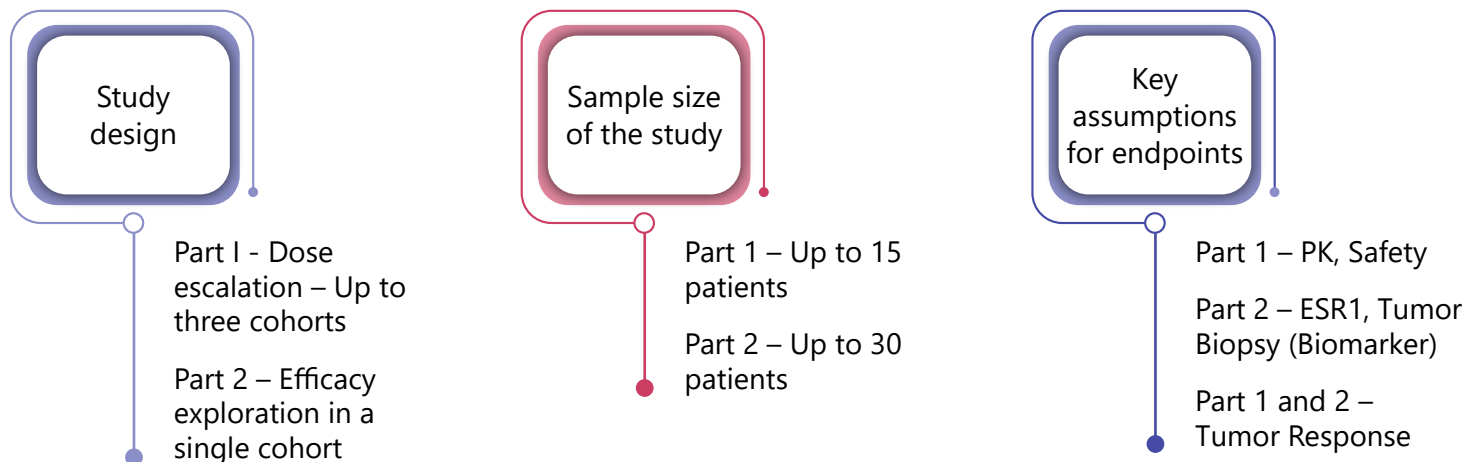 Study
design
Part I - Dose
escalation – Up to
three cohorts
Part 2 – Efficacy
exploration in a
single cohort
Sample size
of the study
Part 1 – Up to 15
patients
Part 2 – Up to 30
patients
Key
assumptions
for endpoints
Part 1 – PK, Safety
Part 2 – ESR1, Tumor
Biopsy (Biomarker)
Part 1 and 2 –
Tumor Response